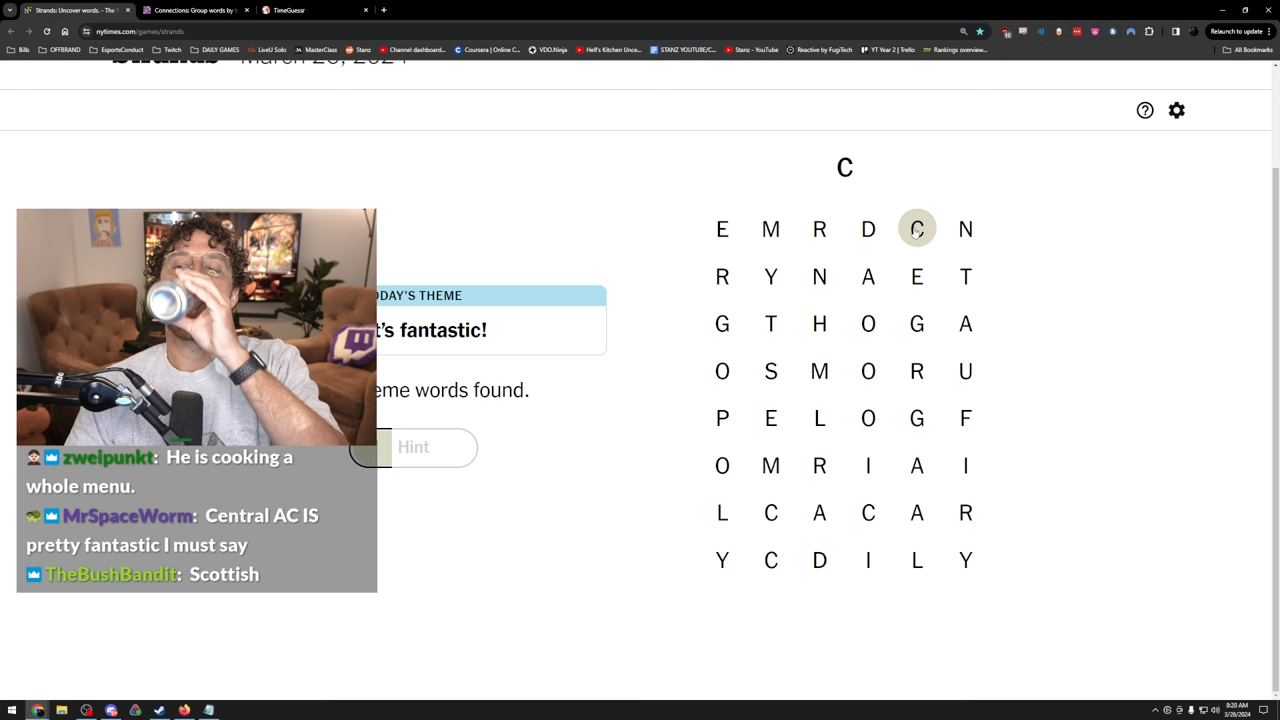 Strands: Uncover words. - The N
Connections: Group words by t
TimeGuessr
nytimes.com/games/strands
Relaunch to update
Bills
OFFBRAND
EsportsConduct
Twitch
DAILY GAMES
LiveU Solo
MasterClass
Stanz
Channel dashboard...
Coursera | Online C...
VDO.Ninja
Hell's Kitchen Unce...
STANZ YOUTUBE/C...
Stanz - YouTube
Reactive by FugiTech
YT Year 2 | Trello
Rankings overview...
All Bookmarks
C
E M R D C N
R Y N A E T
G T H O G A
O S M O R U
P E L O G F
O M R I A I
L C A C A R
Y C D I L Y
ODAY'S THEME
t's fantastic!
eme words found.
Hint
zweipunkt: He is cooking a
whole menu.
MrSpaceWorm: Central AC IS
pretty fantastic I must say
TheBushBandit: Scottish
8:20 AM
3/26/2024